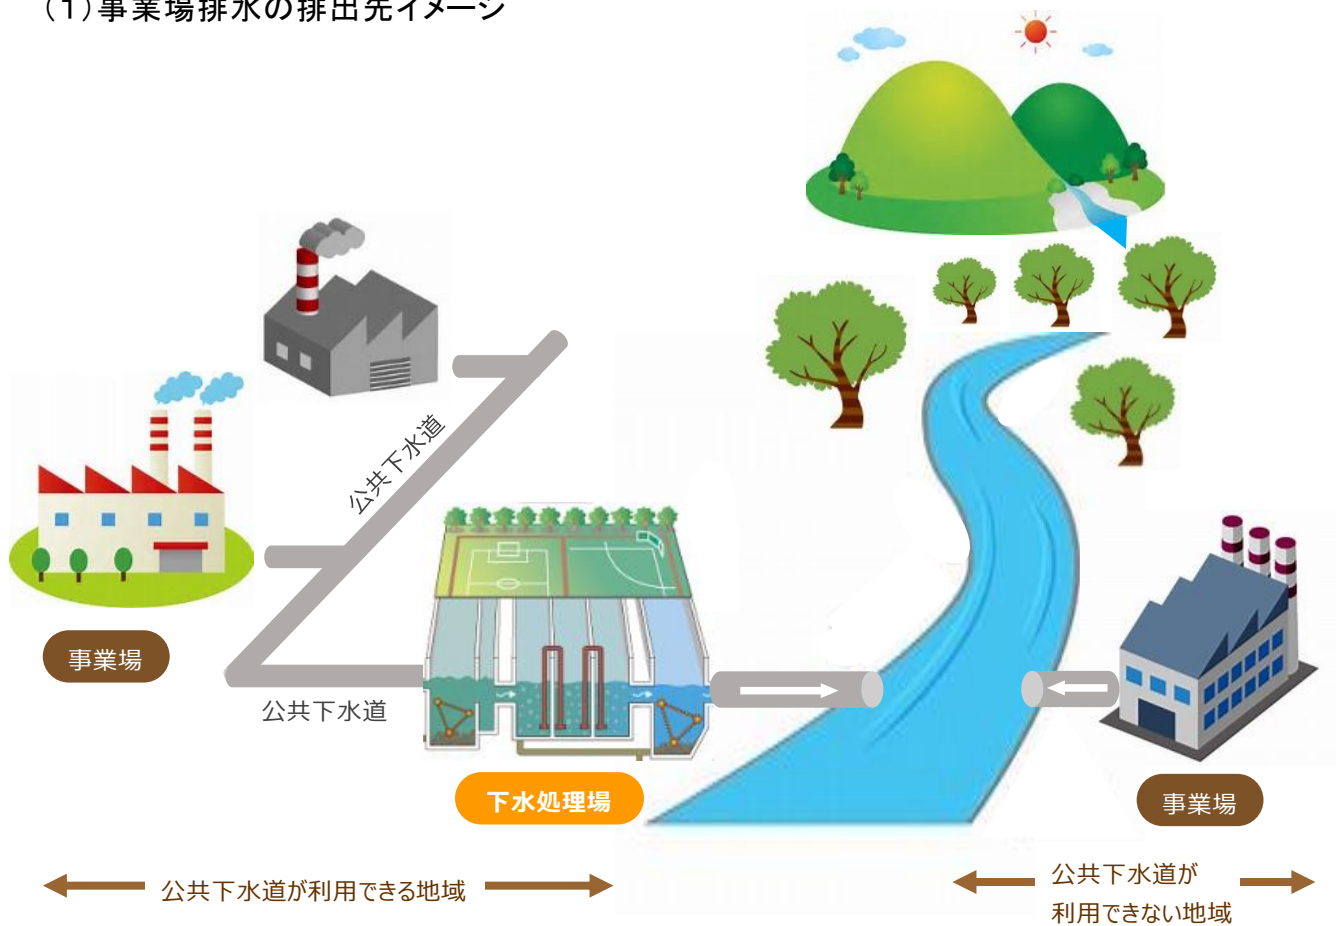 （１）事業場排水の排出先イメージ
公共下水道
事業場
公共下水道
下水処理場
事業場
公共下水道が利用できる地域
公共下水道が
利用できない地域